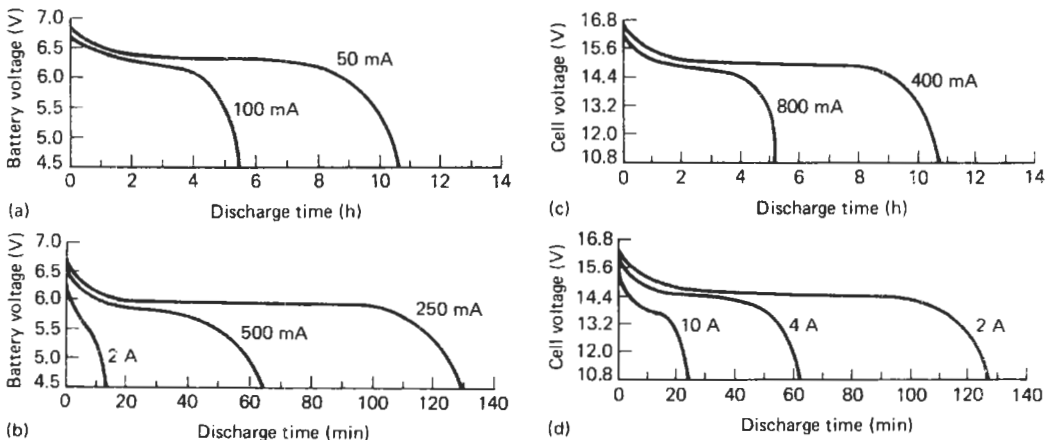 Battery voltage (V)
7.0
6.5
6.0
5.5
5.0
4.5
50 mA
100 mA
0 2 4 6 8 10 12 14
(a) Discharge time (h)
Cell voltage (V)
16.8
15.6
14.4
13.2
12.0
10.8
400 mA
800 mA
0 2 4 6 8 10 12 14
(c) Discharge time (h)
Battery voltage (V)
7.0
6.5
6.0
5.5
5.0
4.5
250 mA
500 mA
2 A
0 20 40 60 80 100 120 140
(b) Discharge time (min)
Cell voltage (V)
16.8
15.6
14.4
13.2
12.0
10.8
10 A 4 A 2 A
0 20 40 60 80 100 120 140
(d) Discharge time (min)